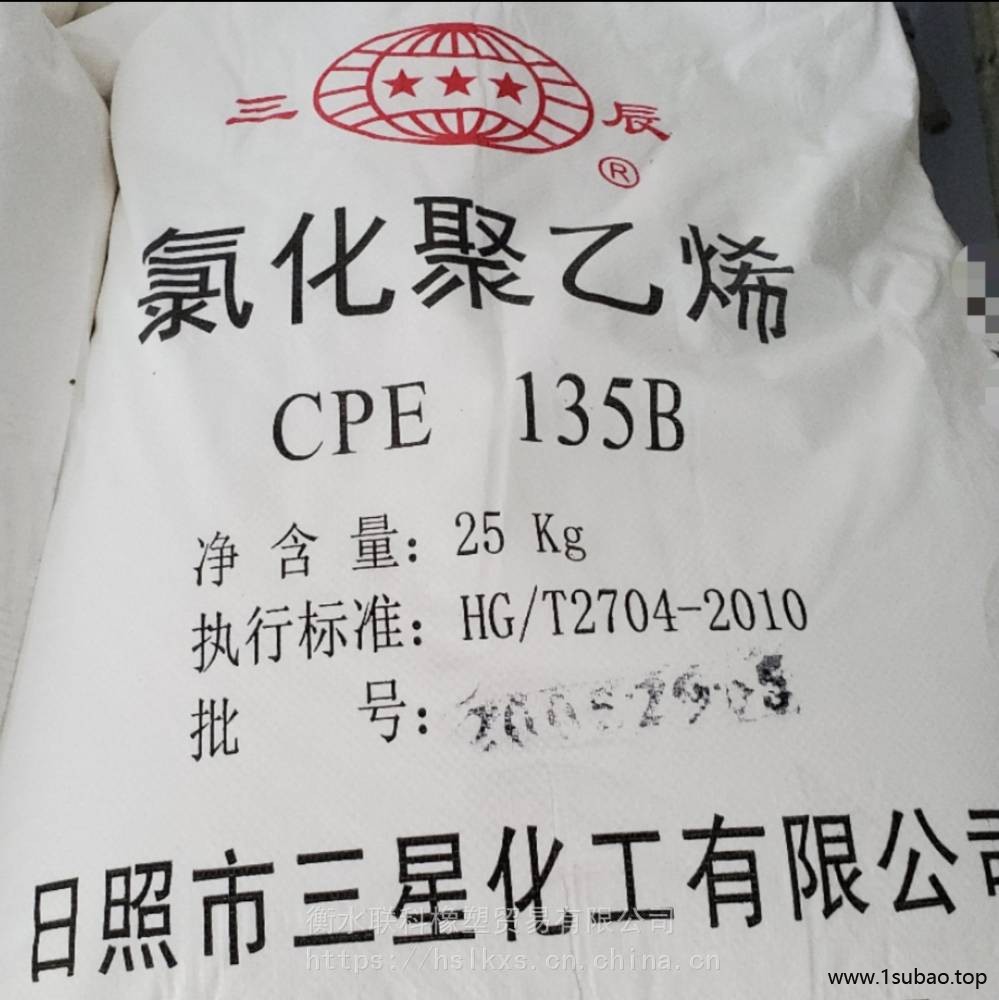 三 辰
®
氯化聚乙烯
CPE 135B
净含量：25 Kg
执行标准：HG/T2704-2010
批号：
日照市三星化工有限公司
衡水联科橡塑贸易有限公司
https://hslkxs.cn.china.cn
www.1subao.top